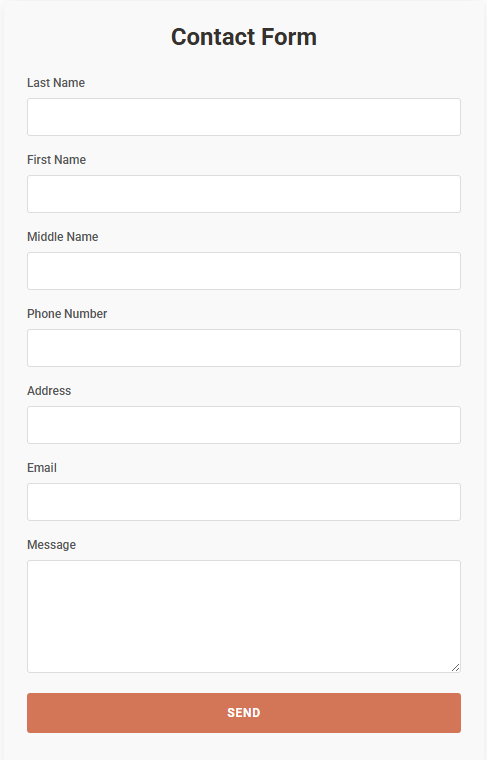 Contact Form
Last Name
First Name
Middle Name
Phone Number
Address
Email
Message
SEND